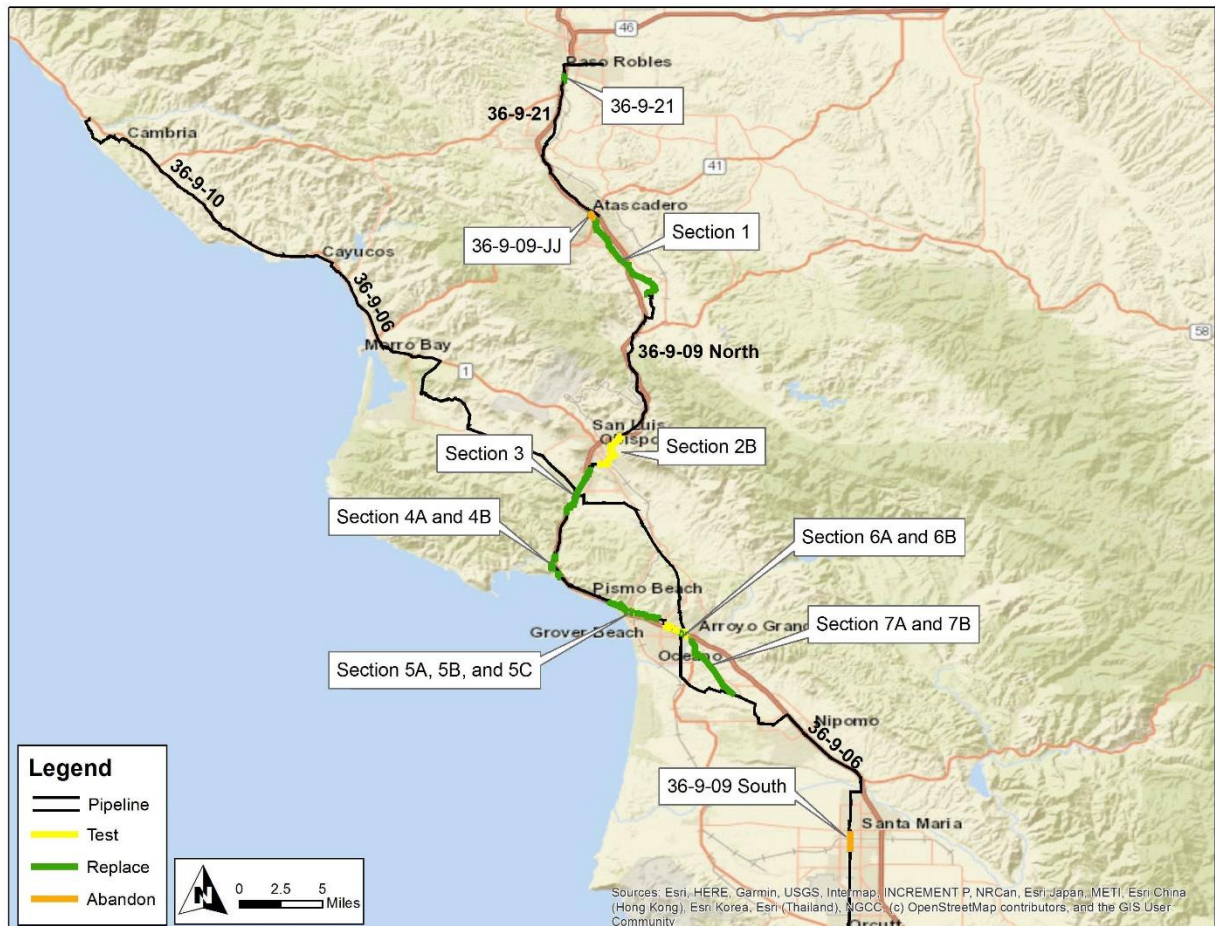 46
Paso Robles
36-9-21
36-9-21
Cambria
41
36-9-10
Atascadero
36-9-09-JJ
Section 1
Cayucos
36-9-06
58
Morro Bay
36-9-09 North
1
San Luis
Obispo
Section 3
Section 2B
Section 4A and 4B
Section 6A and 6B
Pismo Beach
Grover Beach
Arroyo Grand
Section 7A and 7B
Oceano
Section 5A, 5B, and 5C
Nipomo
36-9-06
36-9-09 South
Santa Maria
Legend
Pipeline
Test
Replace
Abandon
N
0 2.5 5
Miles
Sources: Esri, HERE, Garmin, USGS, Intermap, INCREMENT P, NRCan, Esri Japan, METI, Esri China
(Hong Kong), Esri Korea, Esri (Thailand), NGCC, (c) OpenStreetMap contributors, and the GIS User
Community
Orcutt